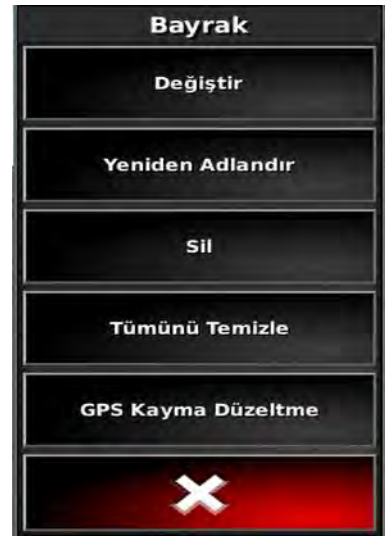 Bayrak
Değiştir
Yeniden Adlandır
Sil
Tümünü Temizle
GPS Kayma Düzeltme